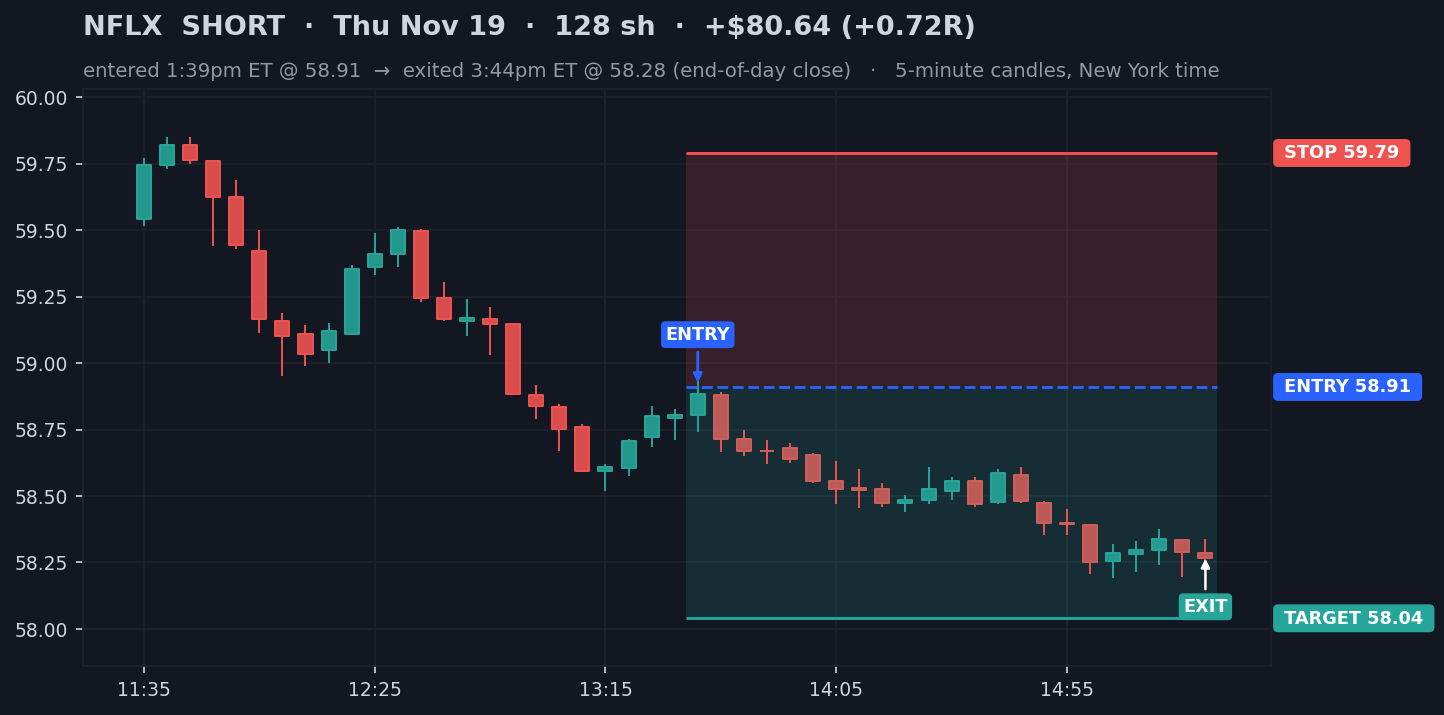 NFLX SHORT · Thu Nov 19 · 128 sh · +$80.64 (+0.72R)
entered 1:39pm ET @ 58.91 → exited 3:44pm ET @ 58.28 (end-of-day close) · 5-minute candles, New York time
60.00
59.75
59.50
59.25
59.00
58.75
58.50
58.25
58.00
STOP 59.79
ENTRY
ENTRY 58.91
EXIT
TARGET 58.04
11:35
12:25
13:15
14:05
14:55